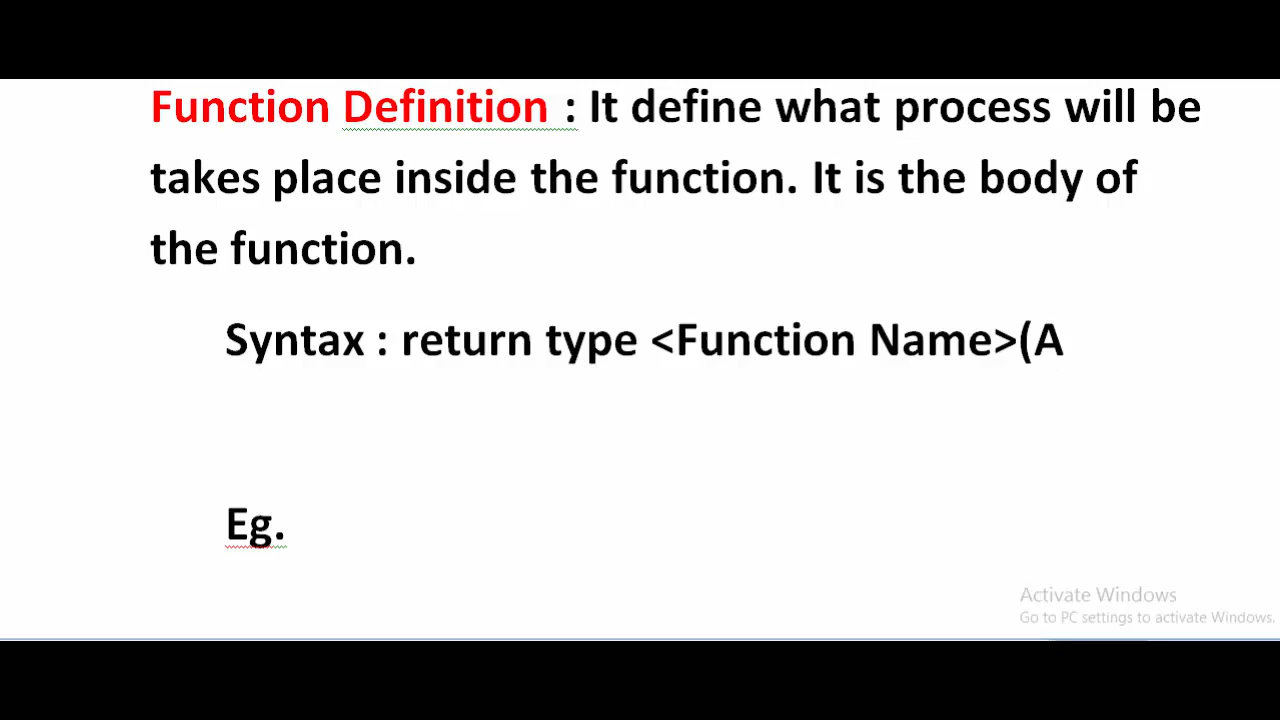 Function Definition : It define what process will be
takes place inside the function. It is the body of
the function.
Syntax : return type <Function Name>(A
Eg.
Activate Windows
Go to PC settings to activate Windows.